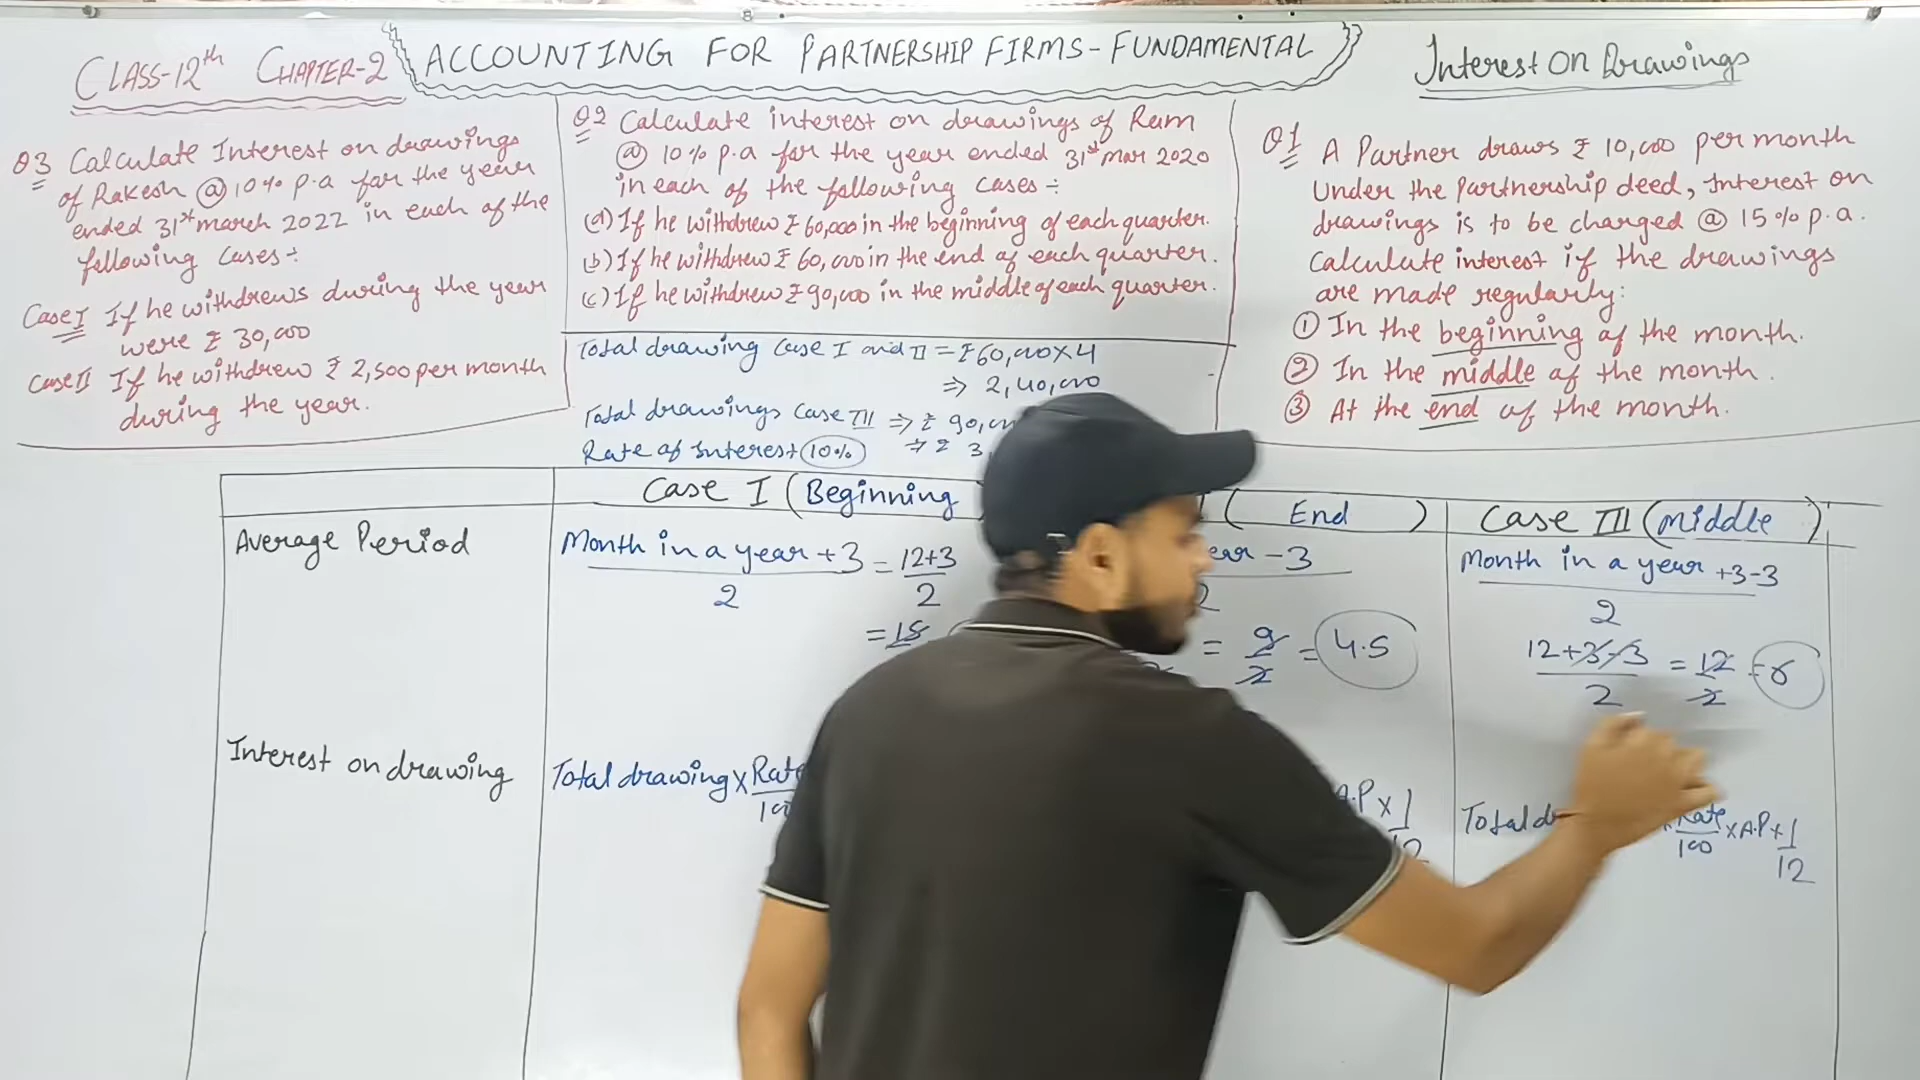 CLASS-12th CHAPTER-2
ACCOUNTING FOR PARTNERSHIP FIRMS - FUNDAMENTAL
Interest On Drawings
Q3 Calculate Interest on drawings
of Rakesh @ 10% p.a for the year
ended 31st march 2022 in each of the
following cases :-
Case I If he withdrews during the year
were ₹ 30,000
Case II If he withdrew ₹ 2,500 per month
during the year.
Q2 Calculate interest on drawings of Ram
@ 10% p.a for the year ended 31st Mar 2020
in each of the following cases :-
(a) If he withdrew ₹ 60,000 in the beginning of each quarter.
(b) If he withdrew ₹ 60,000 in the end of each quarter.
(c) If he withdrew ₹ 90,000 in the middle of each quarter.
Q1 A Partner draws ₹ 10,000 per month
Under the partnership deed, Interest on
drawings is to be charged @ 15% p.a.
Calculate interest if the drawings
are made regularly:
① In the beginning of the month.
② In the middle of the month.
③ At the end of the month.
Total drawing Case I and II = ₹ 60,000 x 4
⇒ 2,40,000
Total drawings Case III ⇒ ₹ 90,
Rate of Interest 10% ⇒ ₹ 3,
Case I (Beginning
( End )
Case III (middle )
Average Period
Month in a year + 3 = 12+3
2 2
= 15
- 3
2
= 9 = 4.5
2
Month in a year +3-3
2
12+3-3 = 12 = 6
2 2
Interest on drawing
Total drawing x Rate
100
A.P x 1
12
Total Rate x A.P x 1
100 12